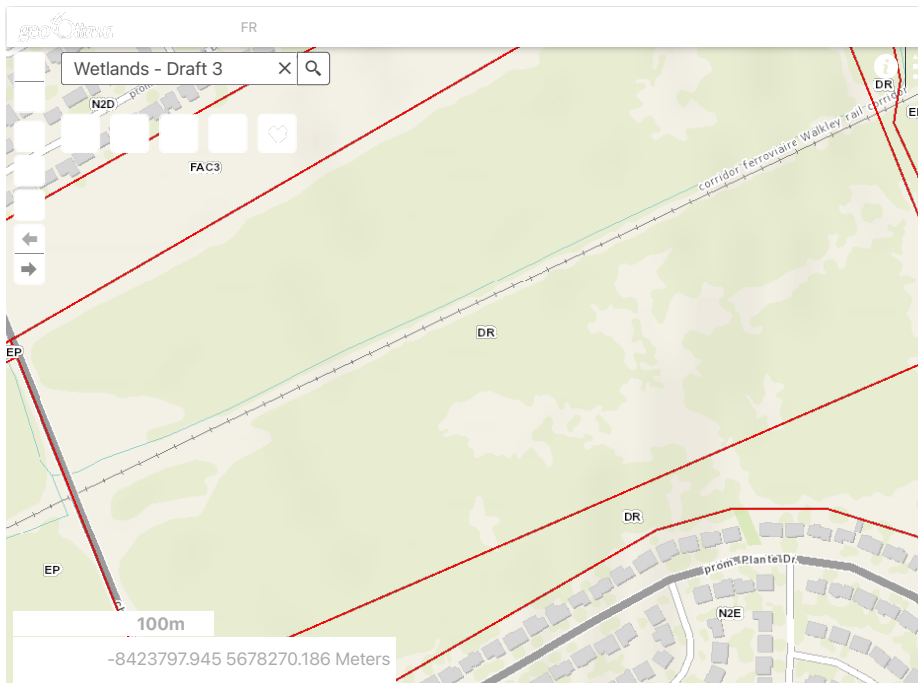 geoOttawa
FR
Wetlands - Draft 3
DR
N2D
prom
FAC3
corridor ferroviaire Walkley rail corridor
DR
EP
DR
EP
prom. Plante Dr.
N2E
100m
-8423797.945 5678270.186 Meters